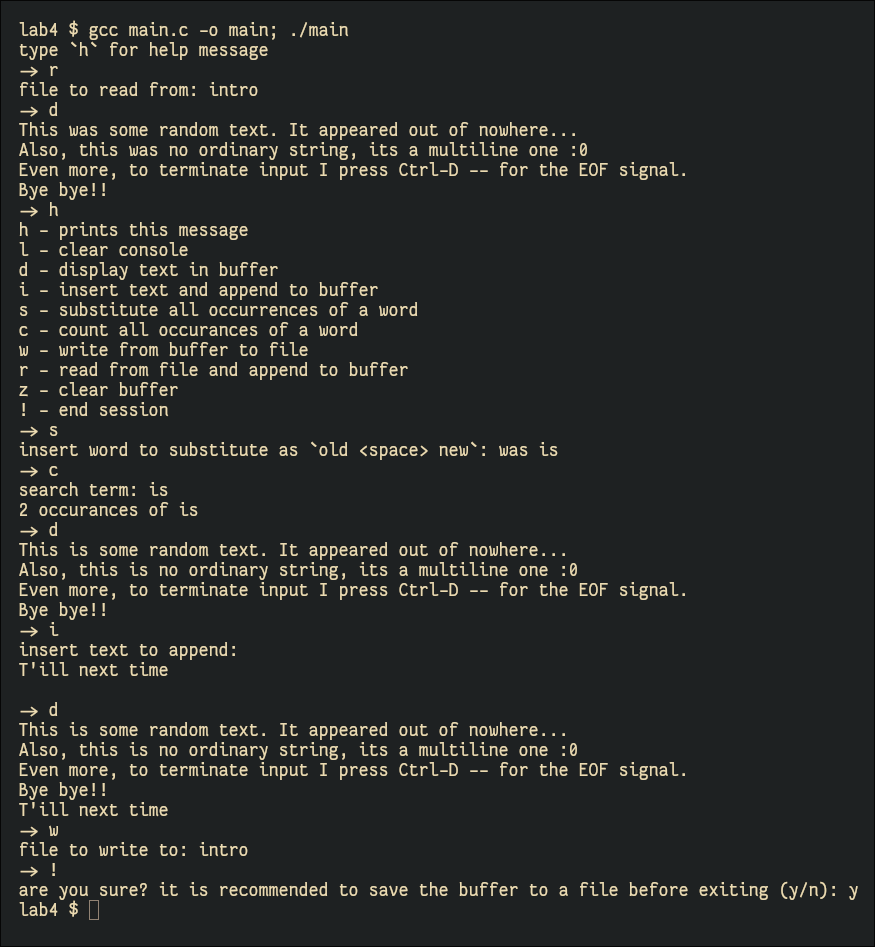 lab4 $ gcc main.c -o main; ./main
type `h` for help message
-> r
file to read from: intro
-> d
This was some random text. It appeared out of nowhere...
Also, this was no ordinary string, its a multiline one :0
Even more, to terminate input I press Ctrl-D -- for the EOF signal.
Bye bye!!
-> h
h - prints this message
l - clear console
d - display text in buffer
i - insert text and append to buffer
s - substitute all occurrences of a word
c - count all occurances of a word
w - write from buffer to file
r - read from file and append to buffer
z - clear buffer
! - end session
-> s
insert word to substitute as `old <space> new`: was is
-> c
search term: is
2 occurances of is
-> d
This is some random text. It appeared out of nowhere...
Also, this is no ordinary string, its a multiline one :0
Even more, to terminate input I press Ctrl-D -- for the EOF signal.
Bye bye!!
-> i
insert text to append:
T'ill next time
-> d
This is some random text. It appeared out of nowhere...
Also, this is no ordinary string, its a multiline one :0
Even more, to terminate input I press Ctrl-D -- for the EOF signal.
Bye bye!!
T'ill next time
-> w
file to write to: intro
-> !
are you sure? it is recommended to save the buffer to a file before exiting (y/n): y
lab4 $